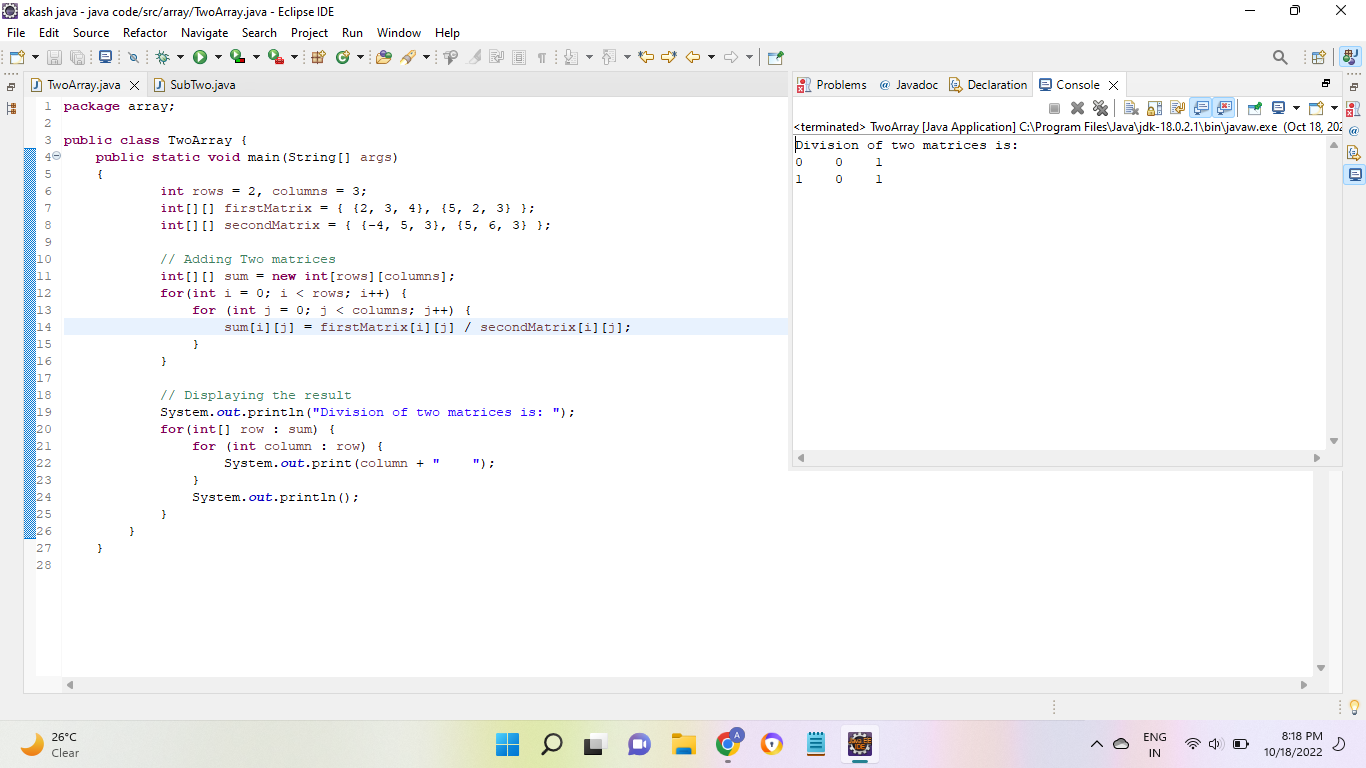 akash java - java code/src/array/TwoArray.java - Eclipse IDE
File Edit Source Refactor Navigate Search Project Run Window Help
TwoArray.java SubTwo.java
1 package array;
2
3 public class TwoArray {
4 public static void main(String[] args)
5 {
6 int rows = 2, columns = 3;
7 int[][] firstMatrix = { {2, 3, 4}, {5, 2, 3} };
8 int[][] secondMatrix = { {-4, 5, 3}, {5, 6, 3} };
9
10 // Adding Two matrices
11 int[][] sum = new int[rows][columns];
12 for(int i = 0; i < rows; i++) {
13 for (int j = 0; j < columns; j++) {
14 sum[i][j] = firstMatrix[i][j] / secondMatrix[i][j];
15 }
16 }
17
18 // Displaying the result
19 System.out.println("Division of two matrices is: ");
20 for(int[] row : sum) {
21 for (int column : row) {
22 System.out.print(column + "    ");
23 }
24 System.out.println();
25 }
26 }
27 }
28
Problems @ Javadoc Declaration Console
<terminated> TwoArray [Java Application] C:\Program Files\Java\jdk-18.0.2.1\bin\javaw.exe (Oct 18, 202
Division of two matrices is:
0 0 1
1 0 1
26°C
Clear
A
JAVA EE
IDE
ENG
IN
8:18 PM
10/18/2022